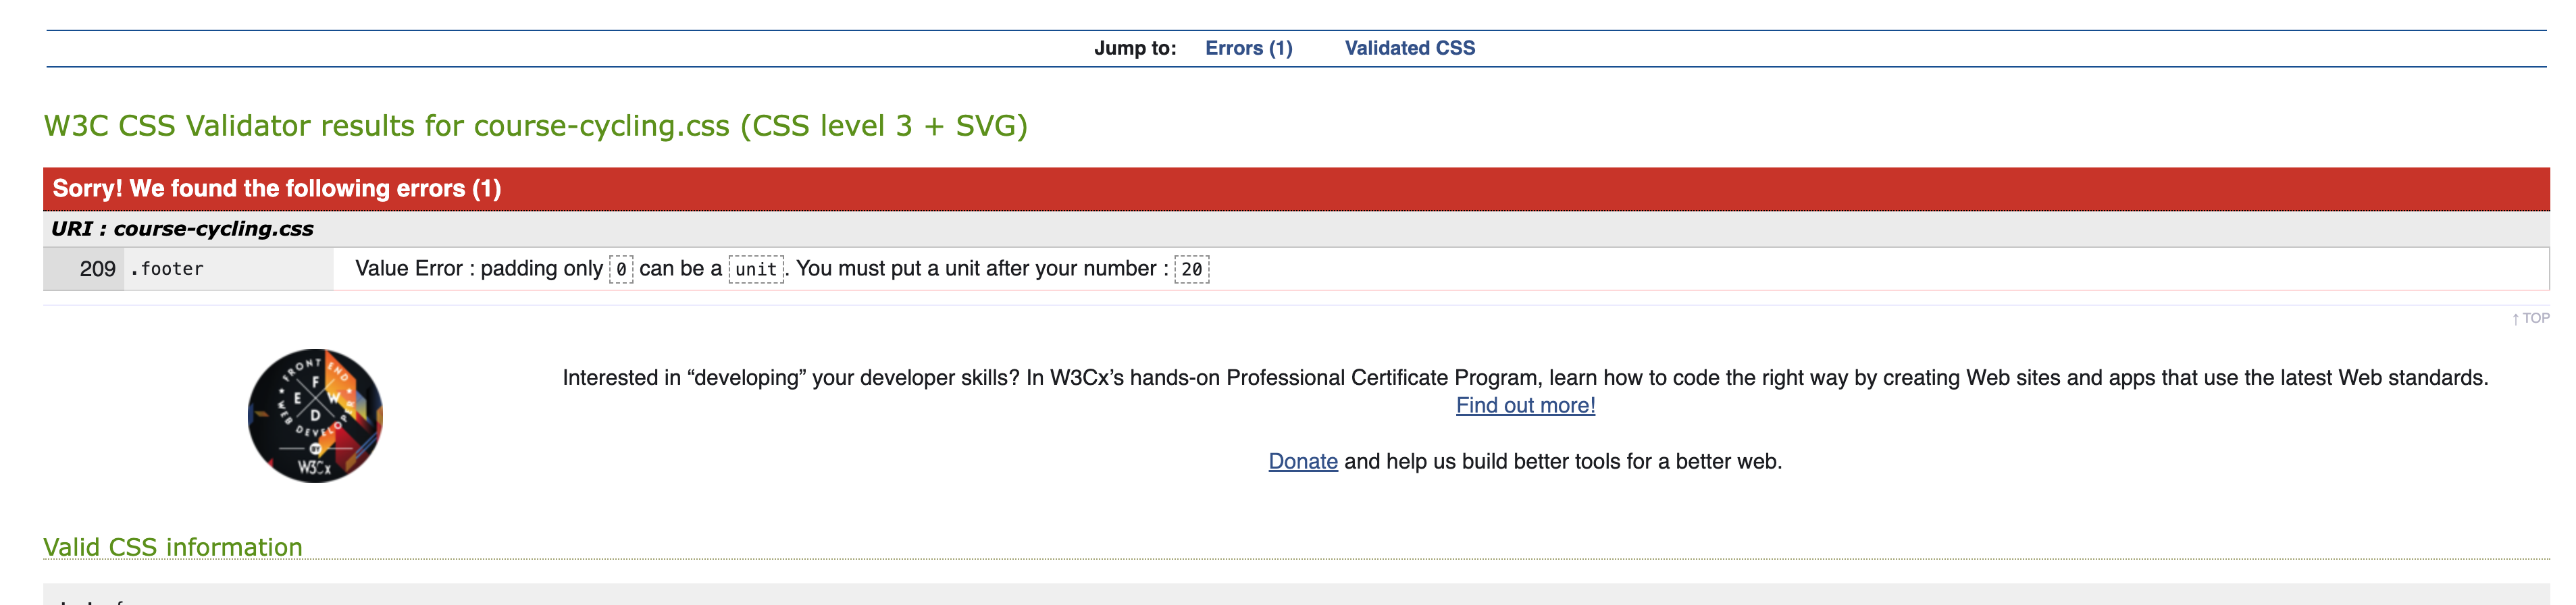 Jump to: Errors (1) Validated CSS
W3C CSS Validator results for course-cycling.css (CSS level 3 + SVG)
Sorry! We found the following errors (1)
URI : course-cycling.css
209 .footer Value Error : padding only 0 can be a unit. You must put a unit after your number : 20
↑ TOP
FRONT END
WEB DEVELOPER
F
E W
D
W3Cx
Interested in “developing” your developer skills? In W3Cx’s hands-on Professional Certificate Program, learn how to code the right way by creating Web sites and apps that use the latest Web standards.
Find out more!
Donate and help us build better tools for a better web.
Valid CSS information